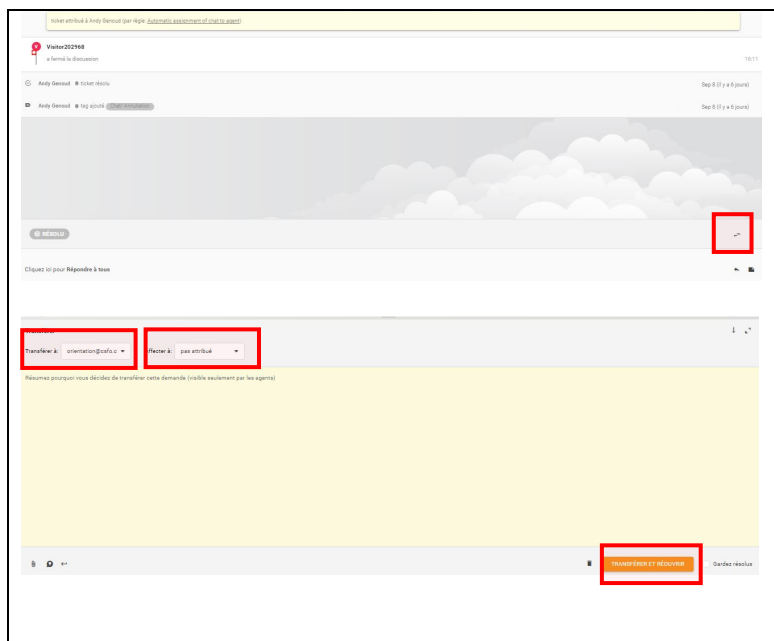 ticket attribué à Andy Genoud (par règle: Automatic assignment of chat to agent)
Visitor202968
a fermé la discussion
16:11
Andy Genoud ticket résolu
Sep 8 (il y a 6 jours)
Andy Genoud tag ajouté
Sep 8 (il y a 6 jours)
RÉSOLU
Cliquez ici pour Répondre à tous
Transférer à: orientation@csfo.c
ffecter à: pas attribué
Résumez pourquoi vous décidez de transférer cette demande (visible seulement par les agents)
TRANSFÉRER ET RÉOUVRIR
Gardez résolus